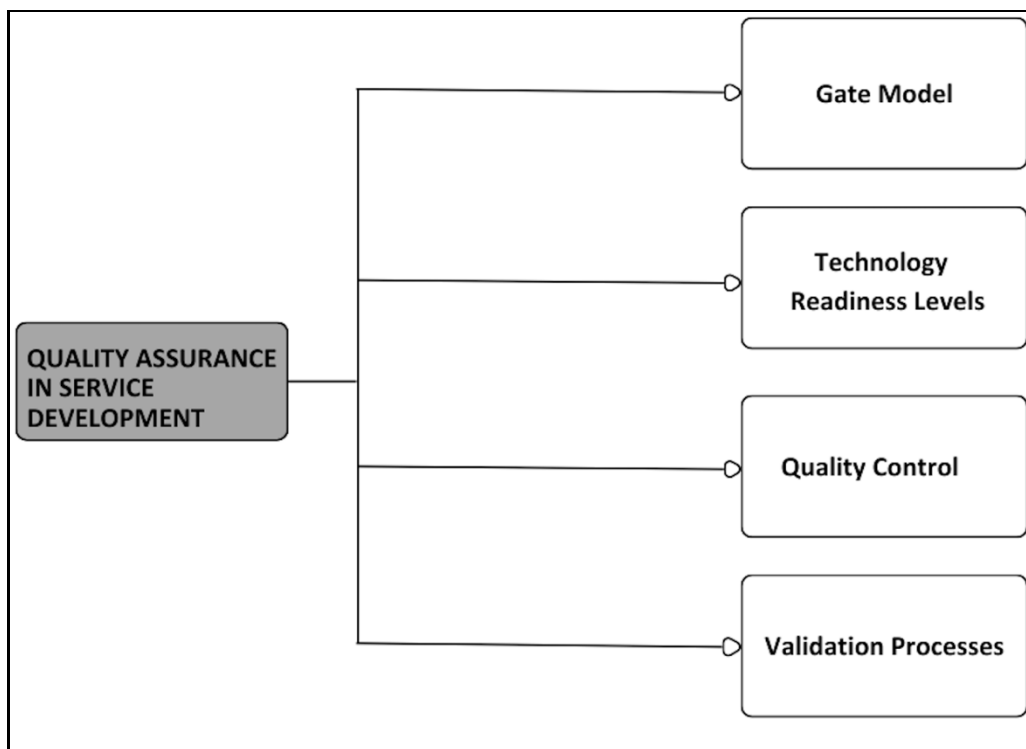 Gate Model
Technology
Readiness Levels
QUALITY ASSURANCE
IN SERVICE
DEVELOPMENT
Quality Control
Validation Processes